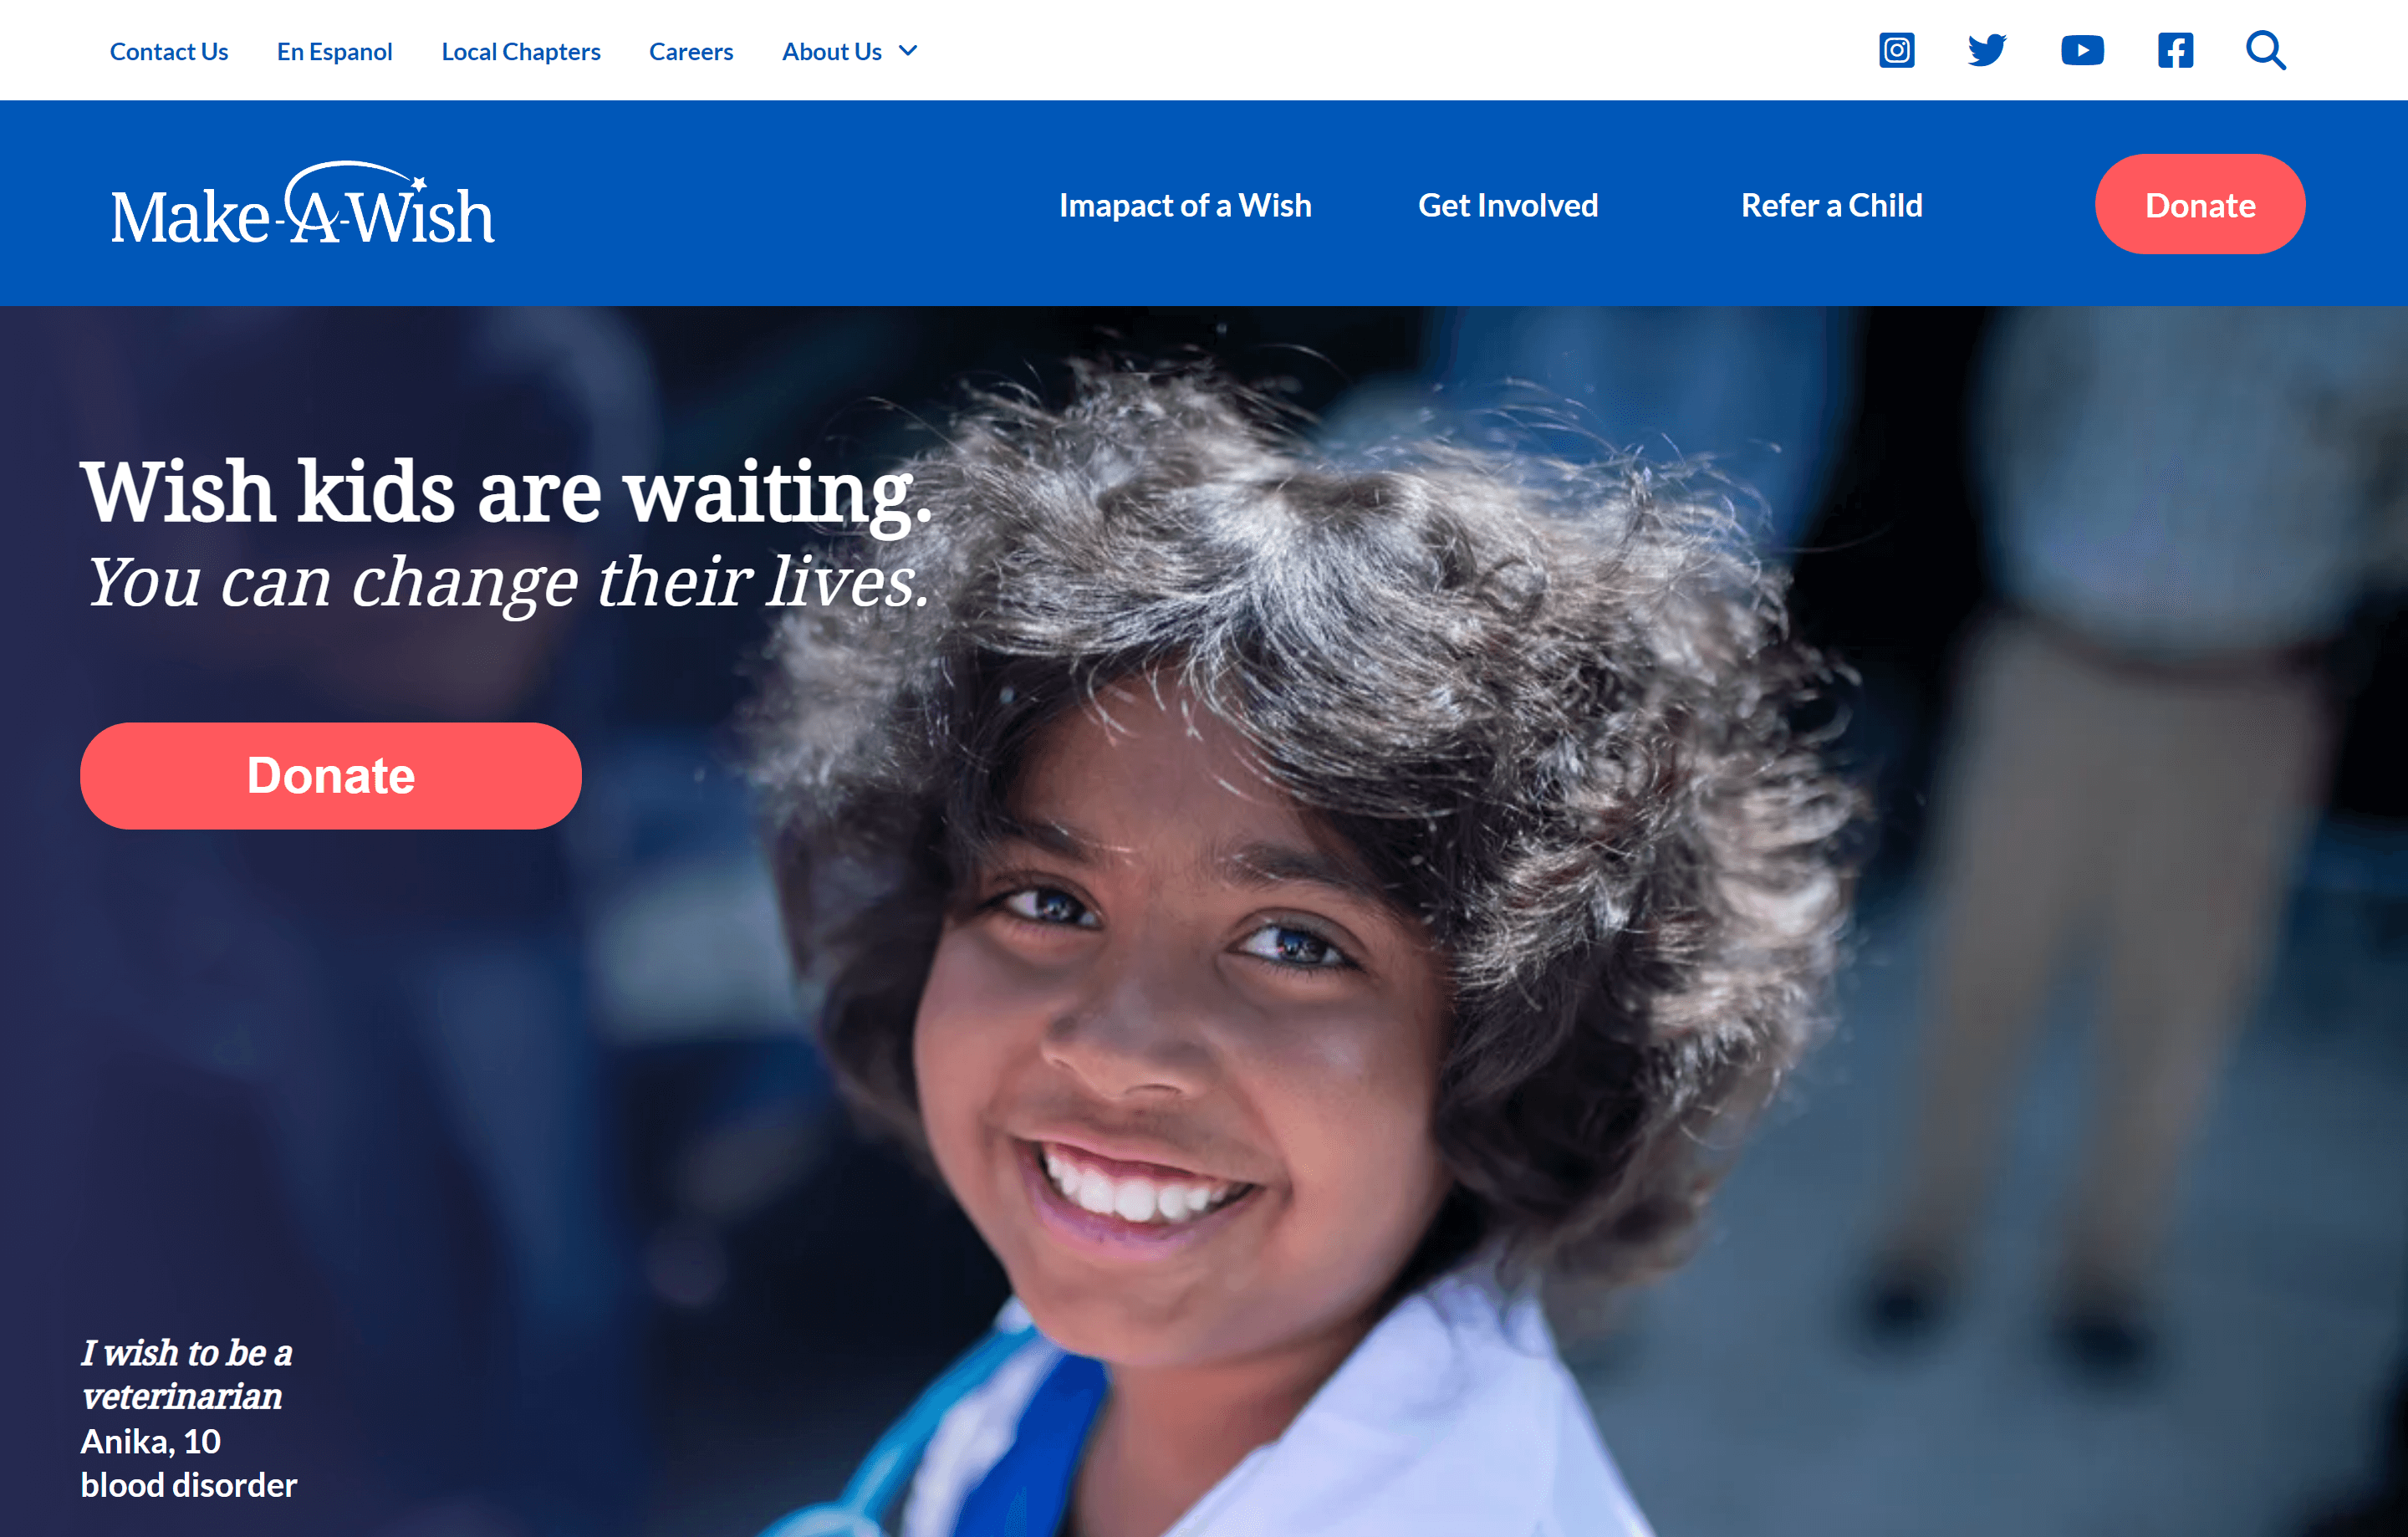 Contact Us En Espanol Local Chapters Careers About Us
Make-A-Wish Imapact of a Wish Get Involved Refer a Child Donate
Wish kids are waiting.
You can change their lives.
Donate
I wish to be a
veterinarian
Anika, 10
blood disorder